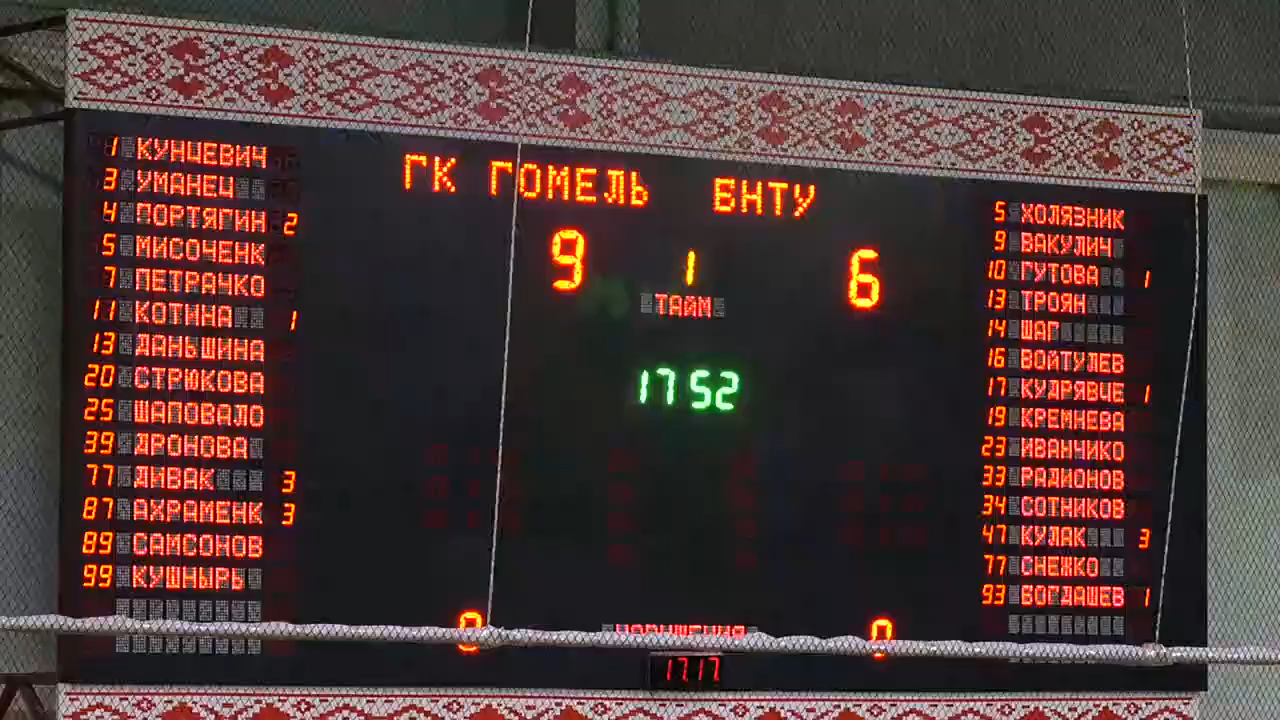 ГК ГОМЕЛЬ БНТУ
9 1 6
ТАЙМ
17 52
1 КУНЦЕВИЧ
3 УМАНЕЦ
4 ПОРТЯГИН 2
5 МИСОЧЕНК
7 ПЕТРАЧКО
11 КОТИНА 1
13 ДАНЬШИНА
20 СТРЮКОВА
25 ШАПОВАЛО
39 ДРОНОВА
77 ДИВАК 3
87 АХРАМЕНК 3
89 САМСОНОВ
99 КУШНЫРЬ
5 ХОЛЯВНИК
9 ВАКУЛИЧ
10 ГУТОВА 1
13 ТРОЯН
14 ШАГ
16 ВОЙТУЛЕВ
17 КУДРЯВЧЕ 1
19 КРЕМНЕВА
23 ИВАНЧИКО
33 РАДИОНОВ
34 СОТНИКОВ
47 КУЛАК 3
77 СНЕЖКО
93 БОГДАШЕВ 1
0 НАРУШЕНИЯ 0
17 17